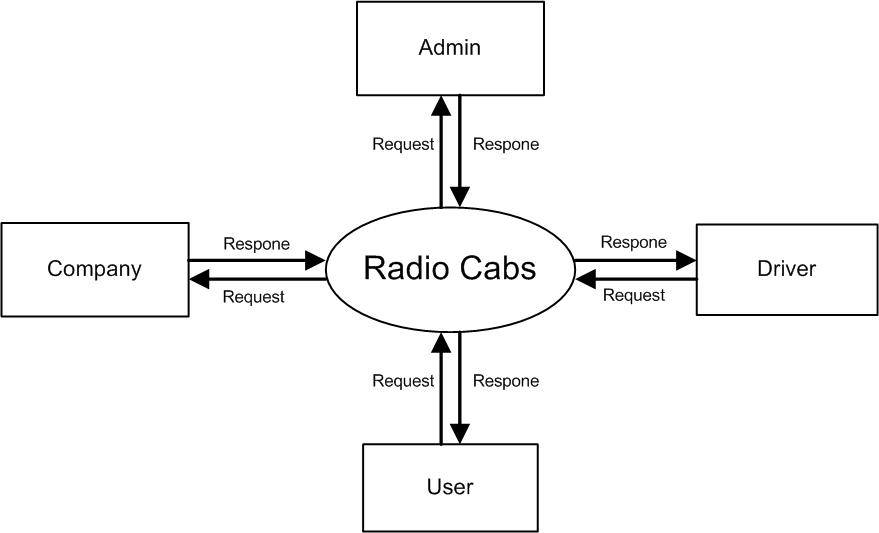 Admin
Request
Respone
Company
Respone
Request
Radio Cabs
Respone
Request
Driver
Request
Respone
User